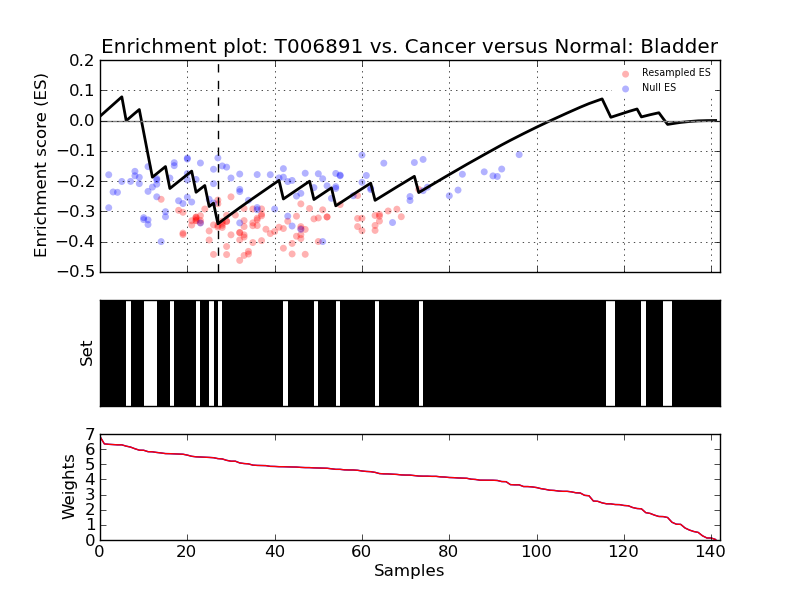 Enrichment plot: T006891 vs. Cancer versus Normal: Bladder
0.2
0.1
0.0
−0.1
−0.2
−0.3
−0.4
−0.5
Enrichment score (ES)
Resampled ES
Null ES
Set
7
6
5
4
3
2
1
0
Weights
0 20 40 60 80 100 120 140
Samples